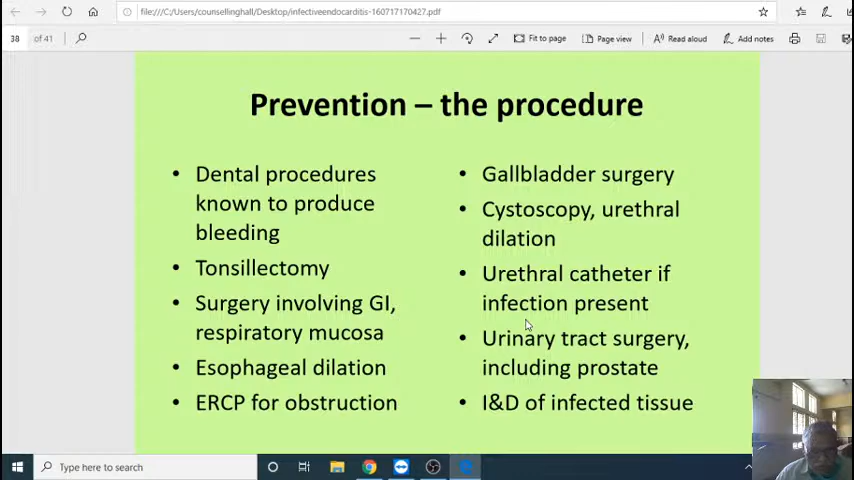 file:///C:/Users/counsellinghall/Desktop/infectiveendocarditis-160717170427.pdf
38 of 41
Fit to page
Page view
Read aloud
Add notes
Prevention – the procedure
• Dental procedures
known to produce
bleeding
• Tonsillectomy
• Surgery involving GI,
respiratory mucosa
• Esophageal dilation
• ERCP for obstruction
• Gallbladder surgery
• Cystoscopy, urethral
dilation
• Urethral catheter if
infection present
• Urinary tract surgery,
including prostate
• I&D of infected tissue
Type here to search